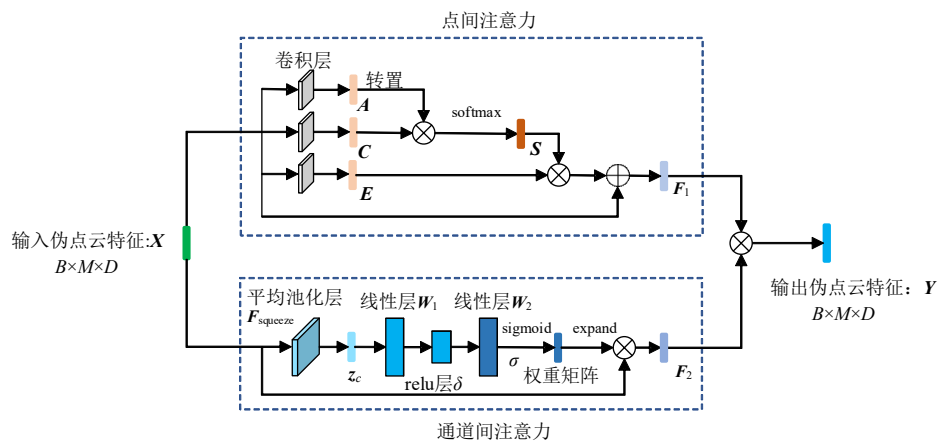 点间注意力
卷积层
转置
A
softmax
C
S
E
F1
输入伪点云特征:X
B×M×D
输出伪点云特征：Y
B×M×D
平均池化层
Fsqueeze
线性层W1
线性层W2
sigmoid
expand
zc
relu层δ
σ
权重矩阵
F2
通道间注意力